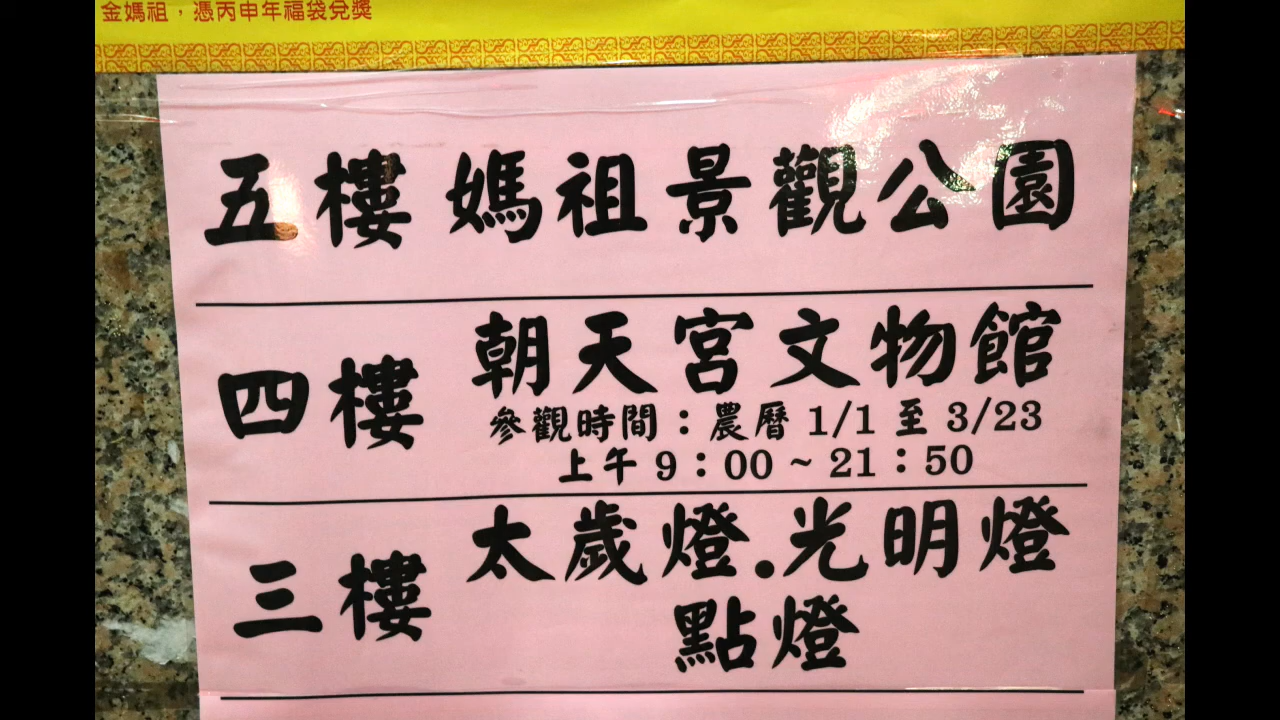 金媽祖，憑丙申年福袋兌獎
五樓 媽祖景觀公園
四樓 朝天宮文物館
參觀時間：農曆 1/1 至 3/23
上午 9：00 ~ 21：50
三樓 太歲燈.光明燈
點燈